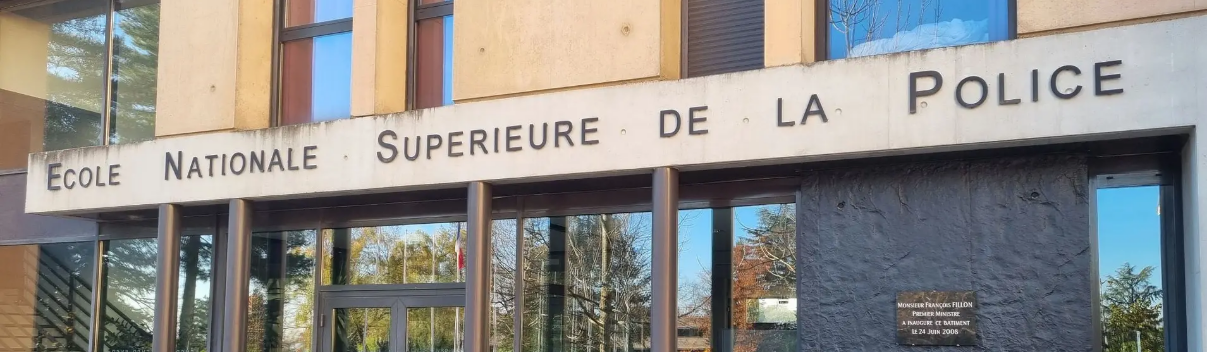 ECOLE NATIONALE SUPERIEURE DE LA POLICE
MONSIEUR FRANÇOIS FILLON
PREMIER MINISTRE
A INAUGURE CE BATIMENT
LE 24 JUIN 2008